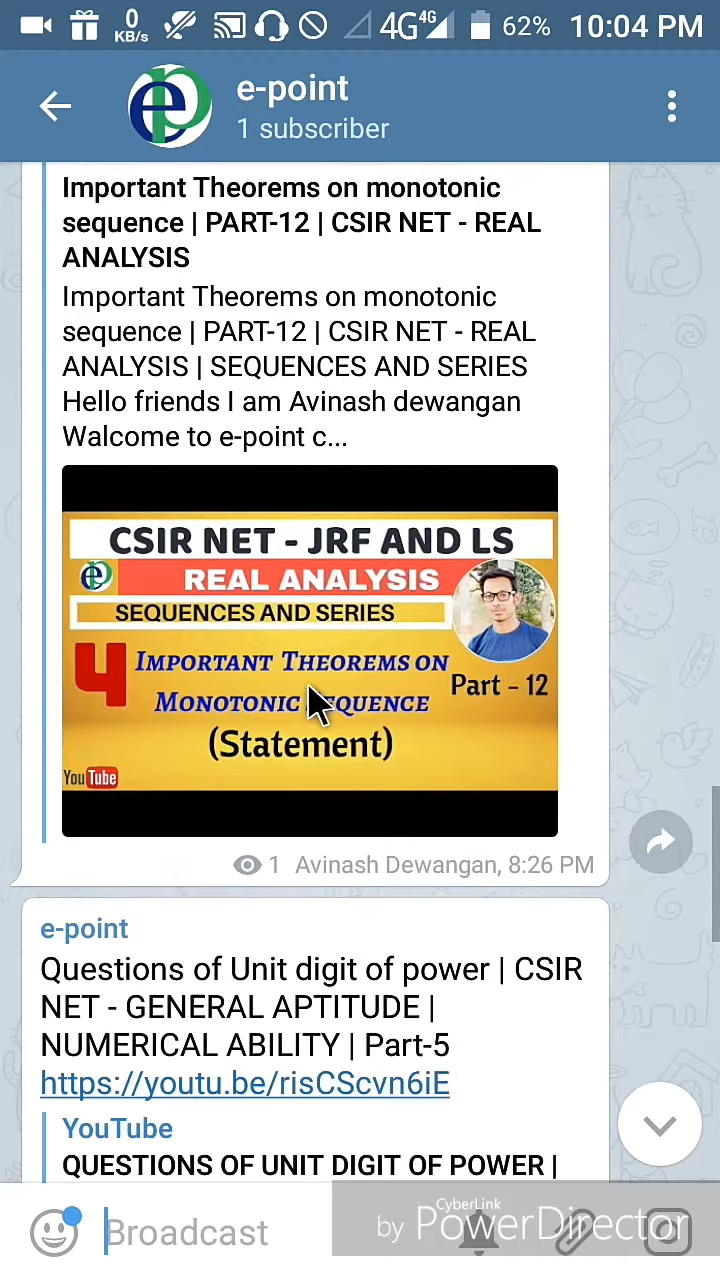 0 KB/s 4G 4G 62% 10:04 PM
e-point
1 subscriber
Important Theorems on monotonic
sequence | PART-12 | CSIR NET - REAL
ANALYSIS
Important Theorems on monotonic
sequence | PART-12 | CSIR NET - REAL
ANALYSIS | SEQUENCES AND SERIES
Hello friends I am Avinash dewangan
Walcome to e-point c...
CSIR NET - JRF AND LS
REAL ANALYSIS
SEQUENCES AND SERIES
4 IMPORTANT THEOREMS ON
MONOTONIC SEQUENCE
Part - 12
(Statement)
YouTube
1 Avinash Dewangan, 8:26 PM
e-point
Questions of Unit digit of power | CSIR
NET - GENERAL APTITUDE |
NUMERICAL ABILITY | Part-5
https://youtu.be/risCScvn6iE
YouTube
QUESTIONS OF UNIT DIGIT OF POWER |
Broadcast
CyberLink
by PowerDirector